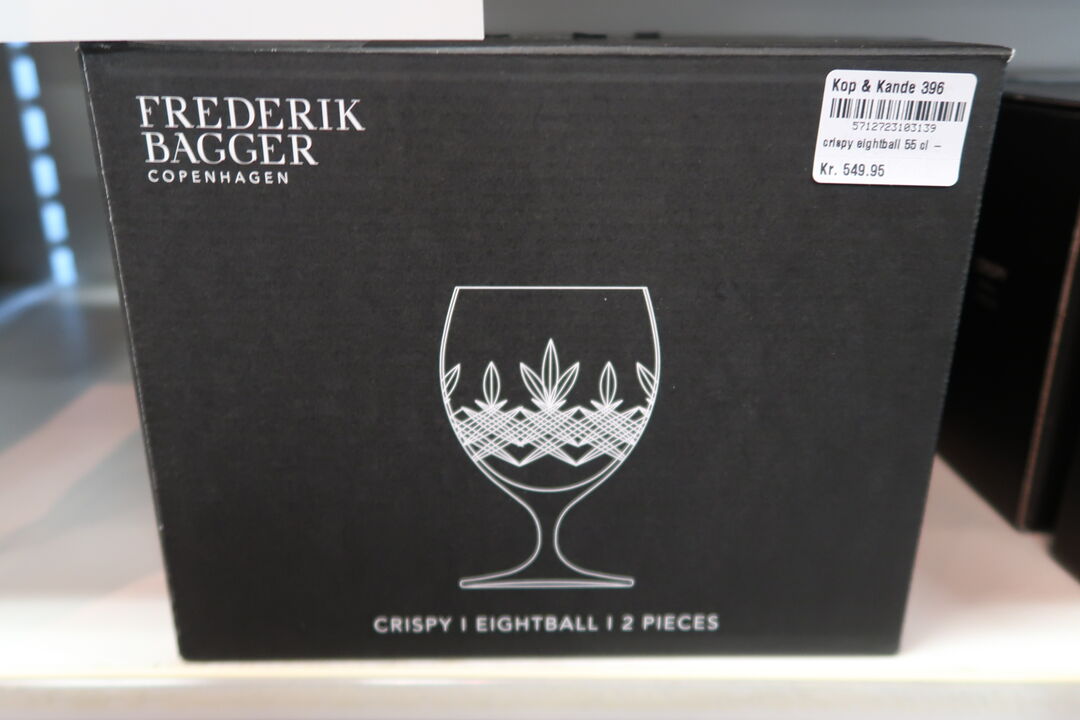 FREDERIK
BAGGER
COPENHAGEN
Kop & Kande 396
5712723103139
crispy eightball 55 cl –
Kr. 549.95
CRISPY | EIGHTBALL | 2 PIECES